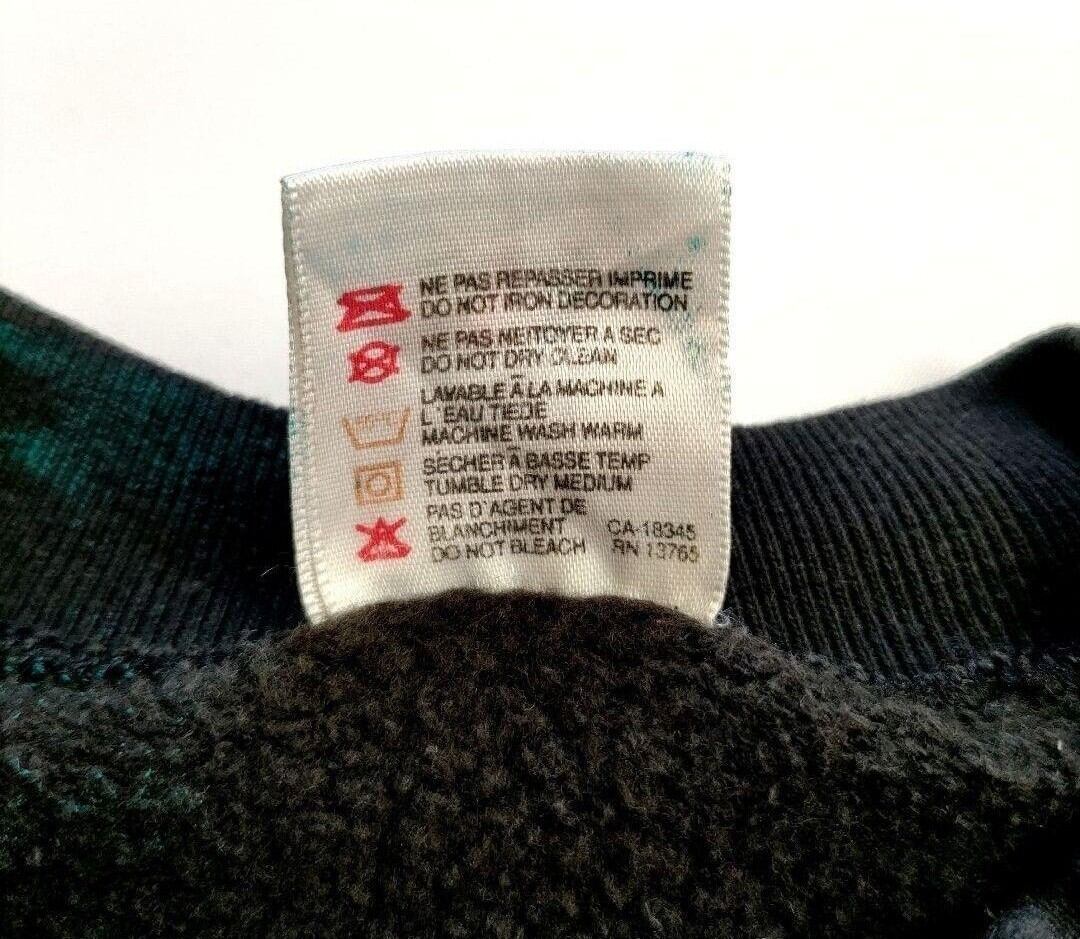 NE PAS REPASSER IMPRIME
DO NOT IRON DECORATION
NE PAS NEITOYER A SEC
DO NOT DRY CLEAN
LAVABLE À LA MACHINE A
L'EAU TIEDE
MACHINE WASH WARM
SECHER A BASSE TEMP
TUMBLE DRY MEDIUM
PAS D'AGENT DE
BLANCHIMENT CA-18345
DO NOT BLEACH RN 13765